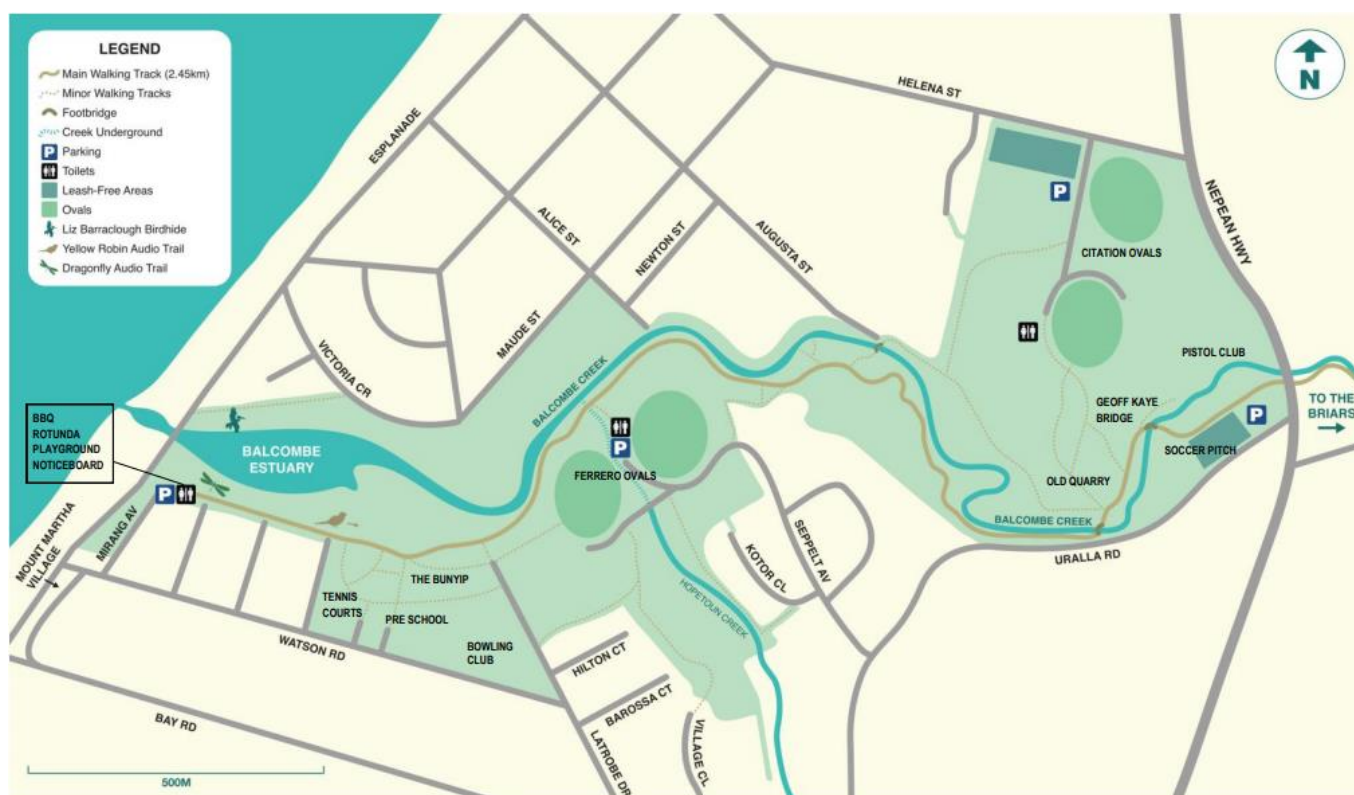 LEGEND
Main Walking Track (2.45km)
Minor Walking Tracks
Footbridge
Creek Underground
P
Parking
Toilets
Leash-Free Areas
Ovals
Liz Barraclough Birdhide
Yellow Robin Audio Trail
Dragonfly Audio Trail
N
HELENA ST
ESPLANADE
NEPEAN HWY
P
ALICE ST
NEWTON ST
AUGUSTA ST
CITATION OVALS
MAUDE ST
VICTORIA CR
PISTOL CLUB
BALCOMBE CREEK
GEOFF KAYE
BRIDGE
TO THE
BRIARS
P
SOCCER PITCH
BBQ
ROTUNDA
PLAYGROUND
NOTICEBOARD
BALCOMBE
ESTUARY
P
FERRERO OVALS
OLD QUARRY
P
BALCOMBE CREEK
URALLA RD
MOUNT MARTHA
VILLAGE
MIRANG AV
SEPPELT AV
KOTOR CL
HOPETOUN CREEK
THE BUNYIP
TENNIS
COURTS
PRE SCHOOL
WATSON RD
BOWLING
CLUB
HILTON CT
BAROSSA CT
VILLAGE CL
LATROBE DR
BAY RD
500M